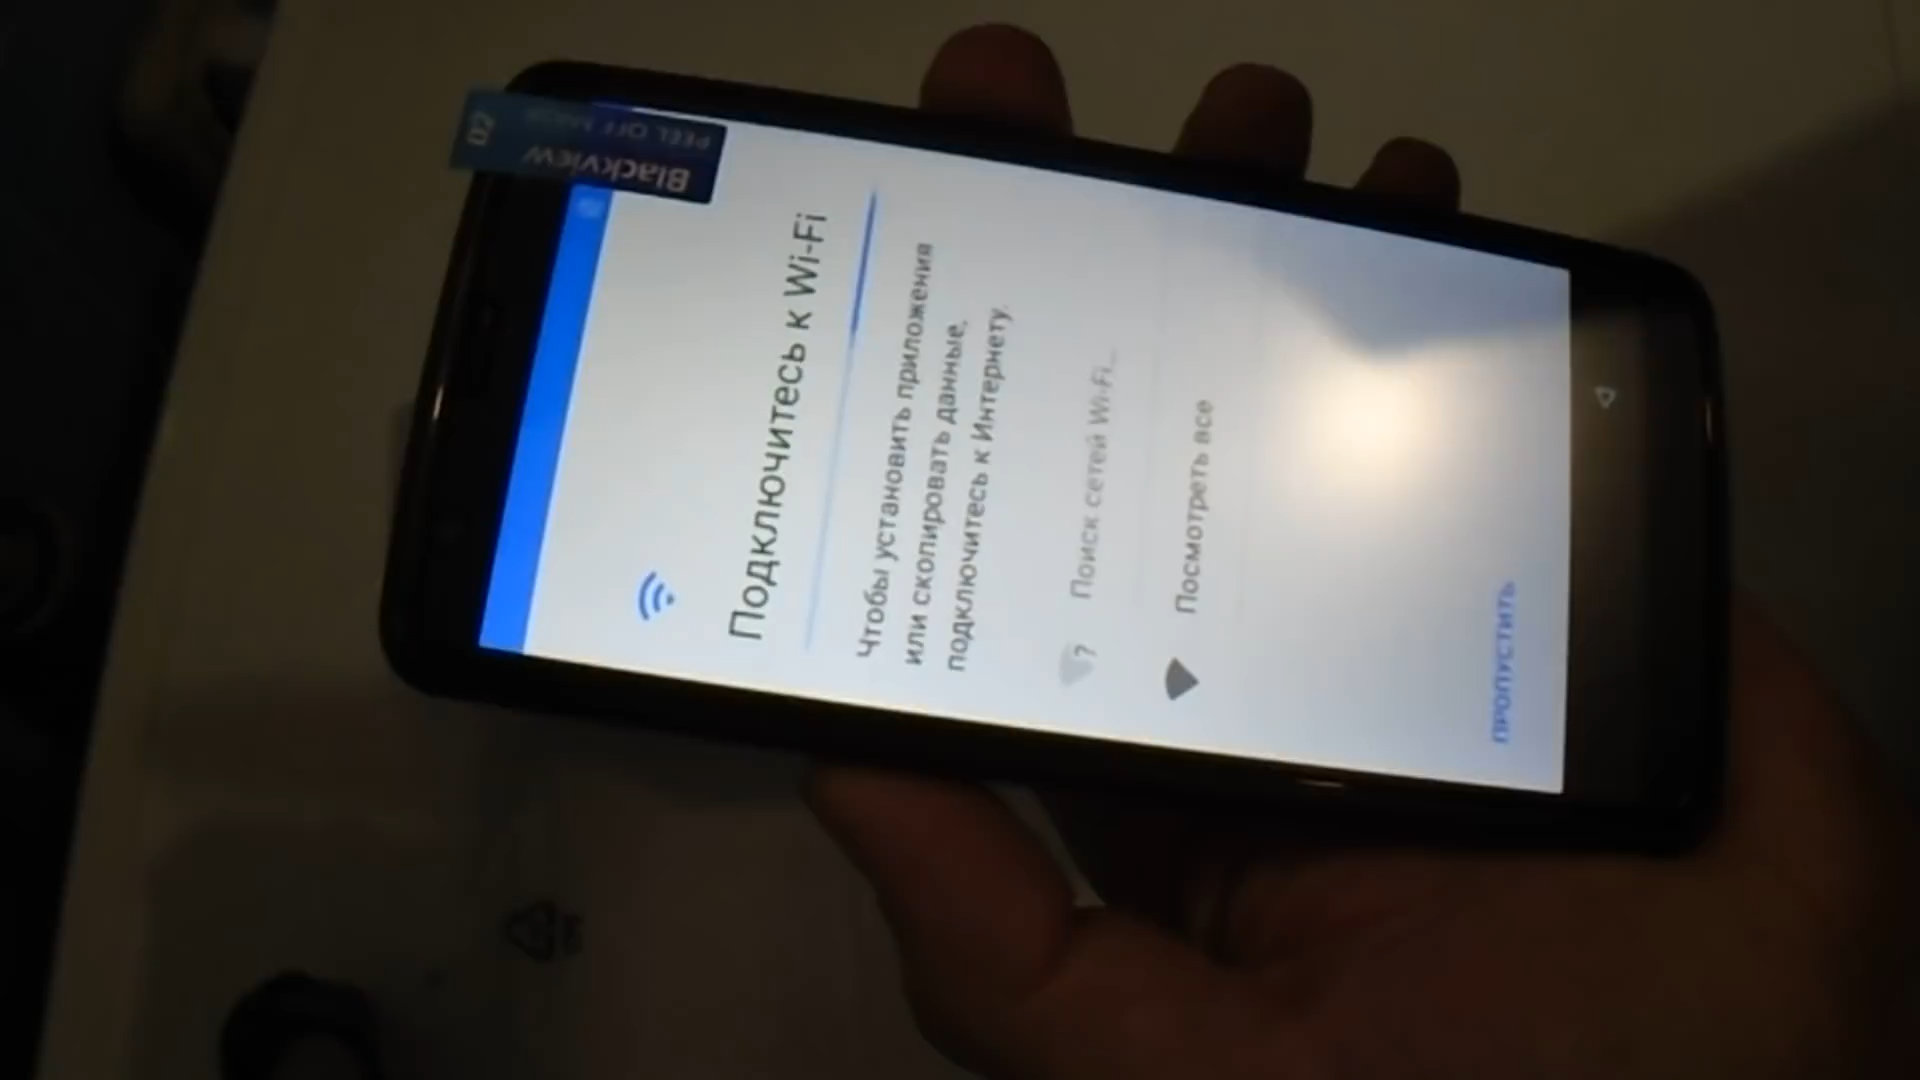 Blackview
PEEL OFF
02
Подключитесь к Wi-Fi
Чтобы установить приложения
или скопировать данные,
подключитесь к Интернету.
Поиск сетей Wi-Fi...
Посмотреть все
ПРОПУСТИТЬ